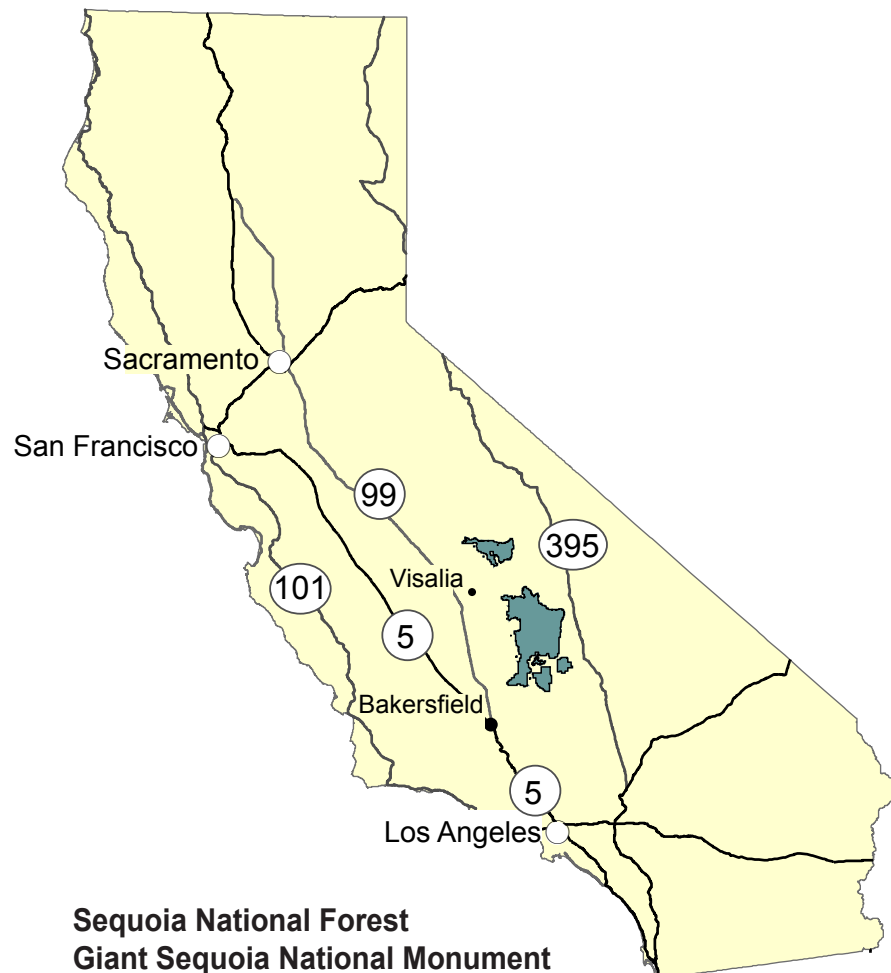 Sacramento
San Francisco
99
395
Visalia
101
5
Bakersfield
5
Los Angeles
Sequoia National Forest
Giant Sequoia National Monument